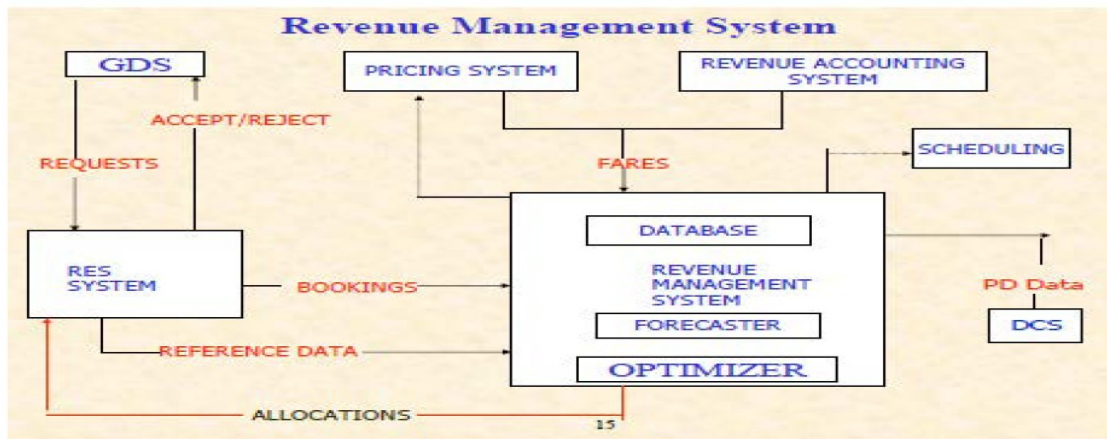 Revenue Management System
GDS
PRICING SYSTEM
REVENUE ACCOUNTING
SYSTEM
ACCEPT/REJECT
REQUESTS
FARES
SCHEDULING
DATABASE
RES
SYSTEM
BOOKINGS
REVENUE
MANAGEMENT
SYSTEM
PD Data
FORECASTER
DCS
REFERENCE DATA
OPTIMIZER
ALLOCATIONS
15